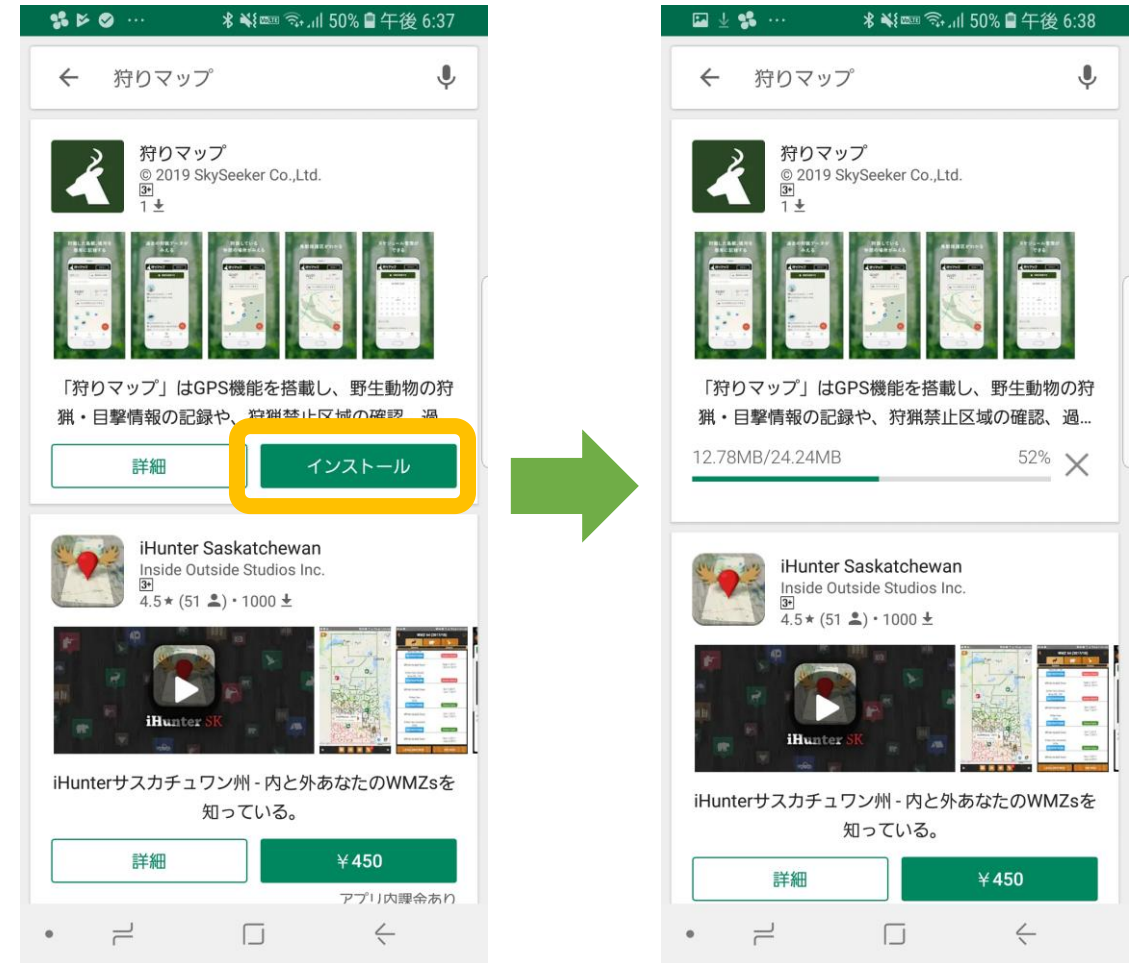 50% 午後 6:37
狩りマップ
狩りマップ
© 2019 SkySeeker Co.,Ltd.
3+
1
「狩りマップ」はGPS機能を搭載し、野生動物の狩
猟・目撃情報の記録や、狩猟禁止区域の確認、過
詳細
インストール
iHunter Saskatchewan
Inside Outside Studios Inc.
3+
4.5★ (51 ) • 1000
iHunter SK
iHunterサスカチュワン州 - 内と外あなたのWMZsを
知っている。
詳細
¥450
アプリ内課金あり
50% 午後 6:38
狩りマップ
狩りマップ
© 2019 SkySeeker Co.,Ltd.
3+
1
「狩りマップ」はGPS機能を搭載し、野生動物の狩
猟・目撃情報の記録や、狩猟禁止区域の確認、過...
12.78MB/24.24MB
52%
iHunter Saskatchewan
Inside Outside Studios Inc.
3+
4.5★ (51 ) • 1000
iHunter SK
iHunterサスカチュワン州 - 内と外あなたのWMZsを
知っている。
詳細
¥450